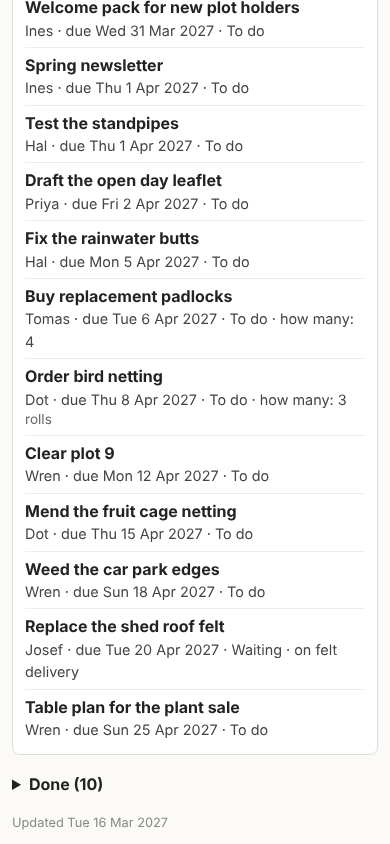 Welcome pack for new plot holders
Ines · due Wed 31 Mar 2027 · To do
Spring newsletter
Ines · due Thu 1 Apr 2027 · To do
Test the standpipes
Hal · due Thu 1 Apr 2027 · To do
Draft the open day leaflet
Priya · due Fri 2 Apr 2027 · To do
Fix the rainwater butts
Hal · due Mon 5 Apr 2027 · To do
Buy replacement padlocks
Tomas · due Tue 6 Apr 2027 · To do · how many:
4
Order bird netting
Dot · due Thu 8 Apr 2027 · To do · how many: 3
rolls
Clear plot 9
Wren · due Mon 12 Apr 2027 · To do
Mend the fruit cage netting
Dot · due Thu 15 Apr 2027 · To do
Weed the car park edges
Wren · due Sun 18 Apr 2027 · To do
Replace the shed roof felt
Josef · due Tue 20 Apr 2027 · Waiting · on felt
delivery
Table plan for the plant sale
Wren · due Sun 25 Apr 2027 · To do
Done (10)
Updated Tue 16 Mar 2027